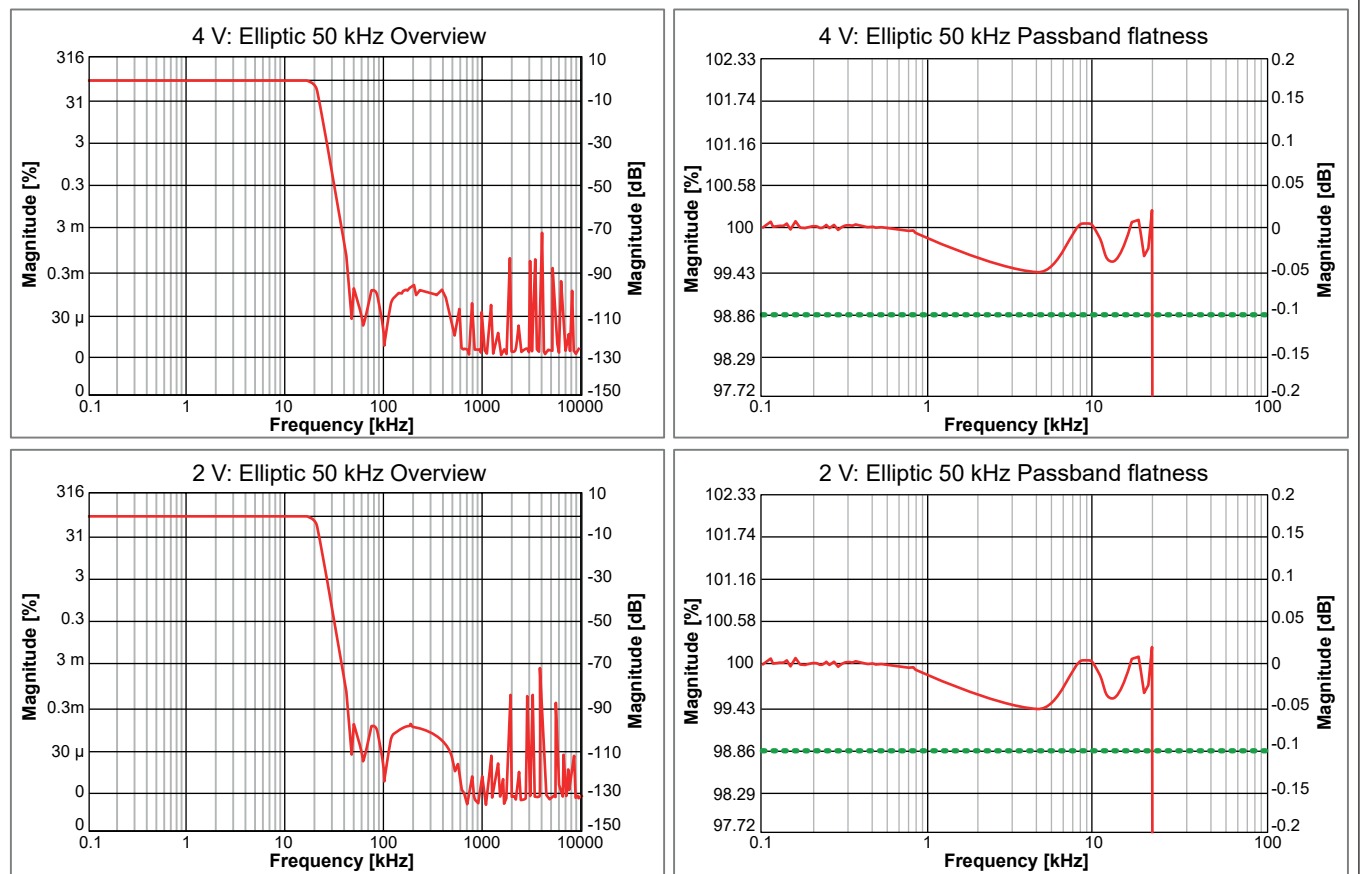 4 V: Elliptic 50 kHz Overview
Magnitude [%]
316
31
3
0.3
3 m
0.3m
30 µ
0
0
10
-10
-30
-50
-70
-90
-110
-130
-150
Magnitude [dB]
0.1 1 10 100 1000 10000
Frequency [kHz]
4 V: Elliptic 50 kHz Passband flatness
Magnitude [%]
102.33
101.74
101.16
100.58
100
99.43
98.86
98.29
97.72
0.2
0.15
0.1
0.05
0
-0.05
-0.1
-0.15
-0.2
Magnitude [dB]
0.1 1 10 100
Frequency [kHz]
2 V: Elliptic 50 kHz Overview
Magnitude [%]
316
31
3
0.3
3 m
0.3m
30 µ
0
0
10
-10
-30
-50
-70
-90
-110
-130
-150
Magnitude [dB]
0.1 1 10 100 1000 10000
Frequency [kHz]
2 V: Elliptic 50 kHz Passband flatness
Magnitude [%]
102.33
101.74
101.16
100.58
100
99.43
98.86
98.29
97.72
0.2
0.15
0.1
0.05
0
-0.05
-0.1
-0.15
-0.2
Magnitude [dB]
0.1 1 10 100
Frequency [kHz]